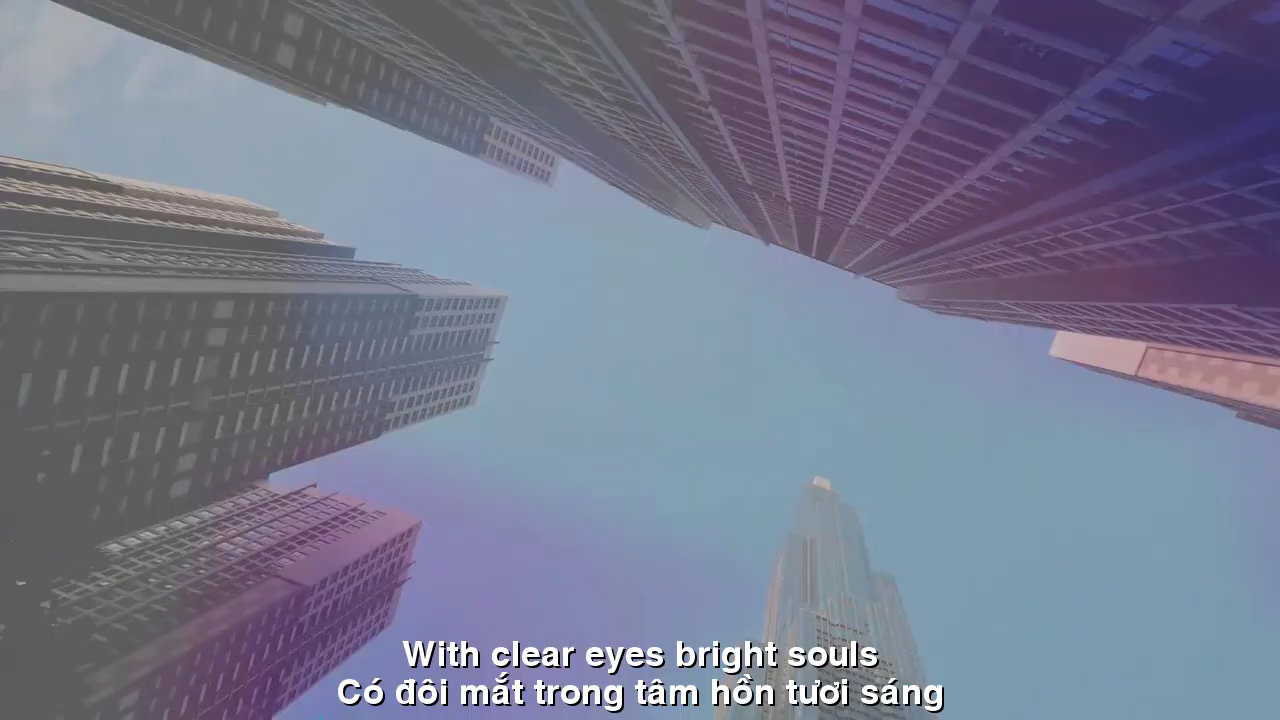 With clear eyes bright souls
Có đôi mắt trong tâm hồn tươi sáng